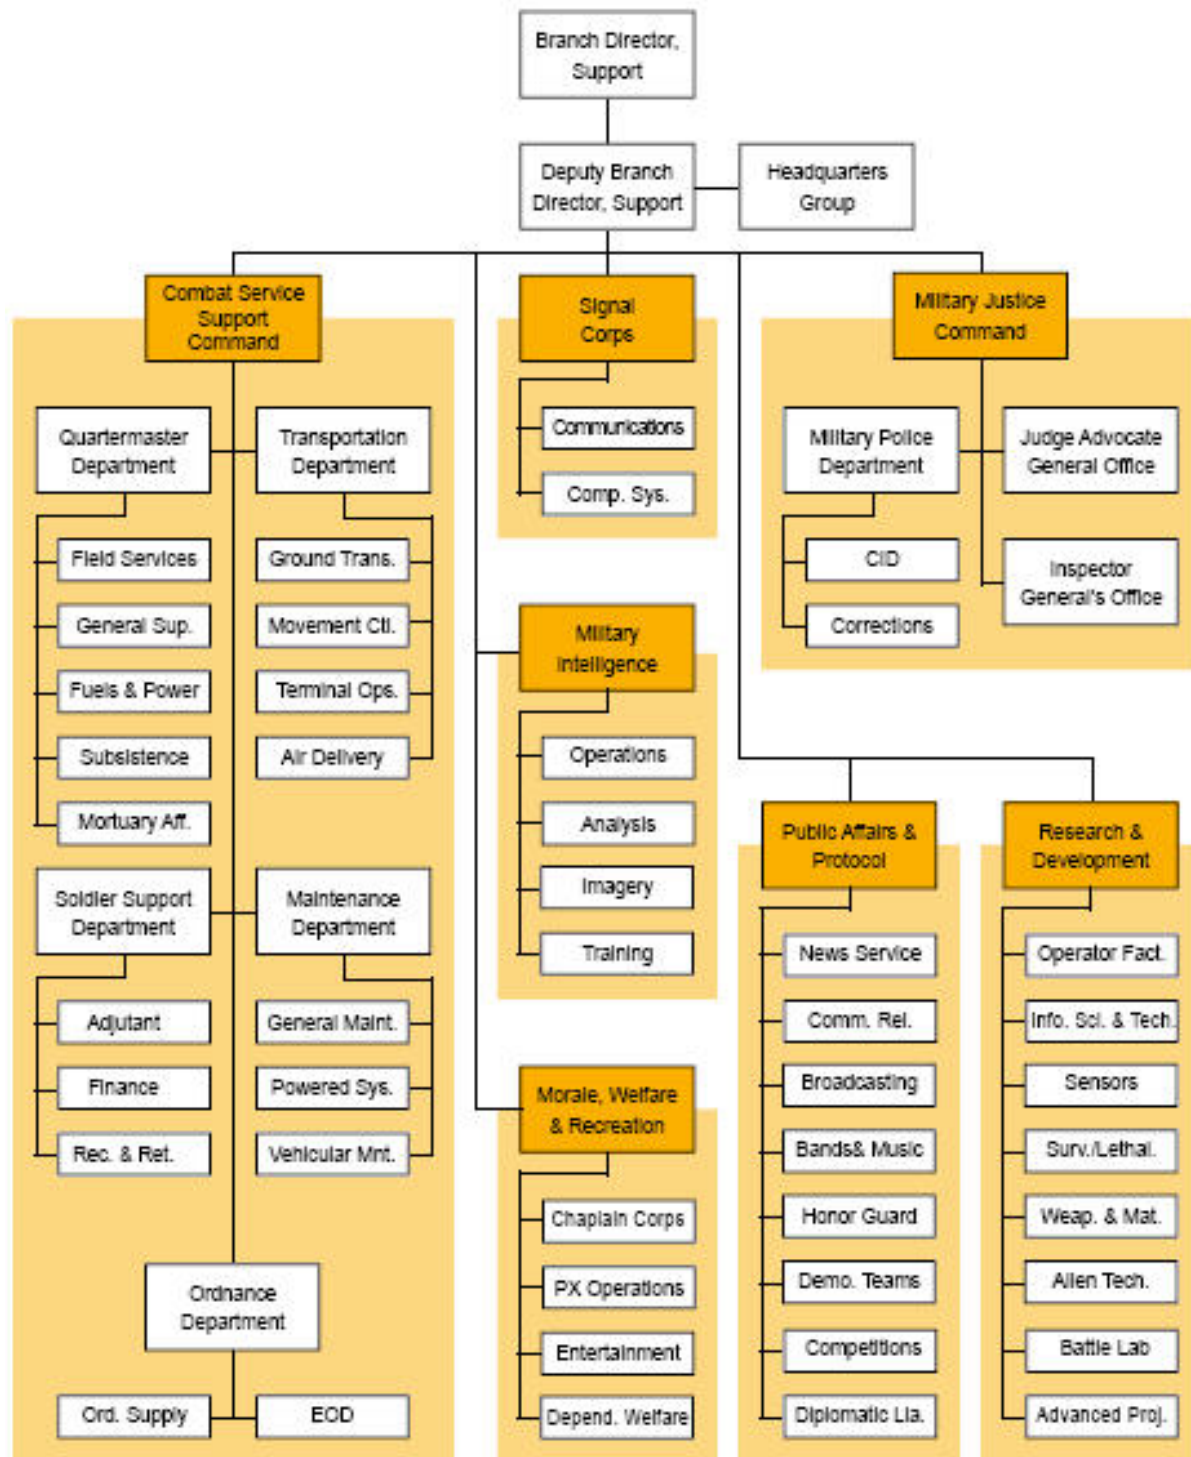 Branch Director,
Support
Deputy Branch
Director, Support
Headquarters
Group
Combat Service
Support
Command
Quartermaster
Department
Transportation
Department
Field Services
General Sup.
Fuels & Power
Subsistence
Mortuary Aff.
Ground Trans.
Movement Ctl.
Terminal Ops.
Air Delivery
Soldier Support
Department
Maintenance
Department
Adjutant
Finance
Rec. & Ret.
General Maint.
Powered Sys.
Vehicular Mnt.
Ordnance
Department
Ord. Supply
EOD
Signal
Corps
Communications
Comp. Sys.
Military
Intelligence
Operations
Analysis
Imagery
Training
Morale, Welfare
& Recreation
Chaplain Corps
PX Operations
Entertainment
Depend. Welfare
Military Justice
Command
Military Police
Department
Judge Advocate
General Office
CID
Corrections
Inspector
General's Office
Public Affairs &
Protocol
News Service
Comm. Rel.
Broadcasting
Bands& Music
Honor Guard
Demo. Teams
Competitions
Diplomatic Lia.
Research &
Development
Operator Fact.
Info. Sci. & Tech.
Sensors
Surv./Lethal.
Weap. & Mat.
Alien Tech.
Battle Lab
Advanced Proj.